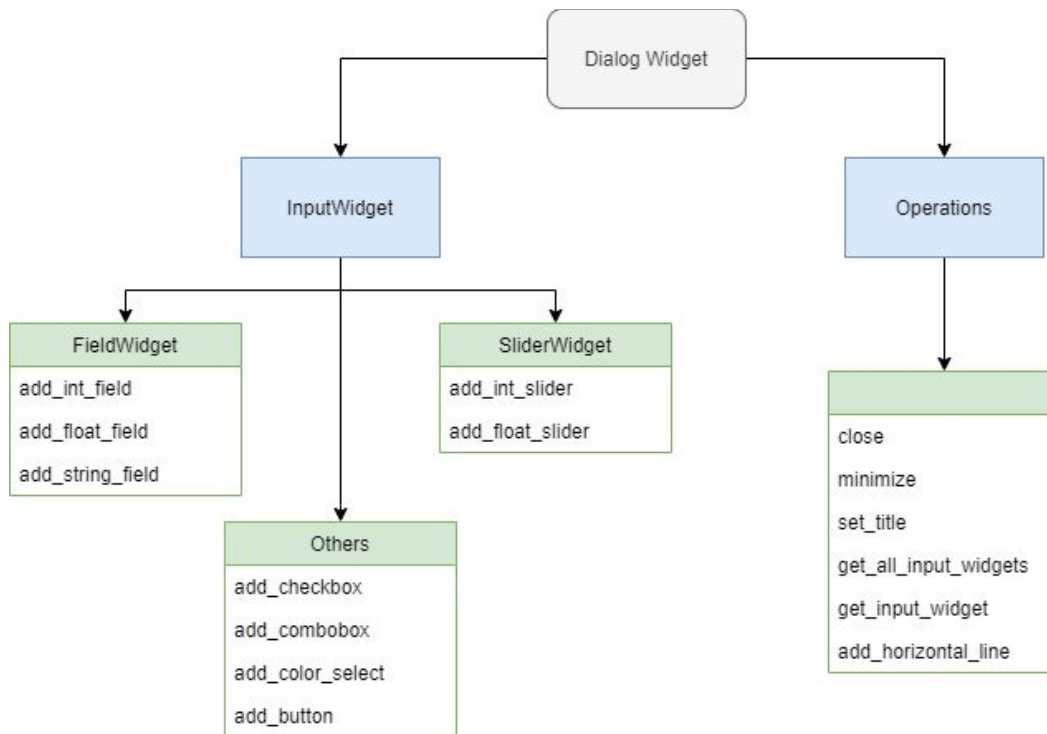 Dialog Widget
InputWidget
Operations
FieldWidget
add_int_field
add_float_field
add_string_field
SliderWidget
add_int_slider
add_float_slider
Others
add_checkbox
add_combobox
add_color_select
add_button
close
minimize
set_title
get_all_input_widgets
get_input_widget
add_horizontal_line